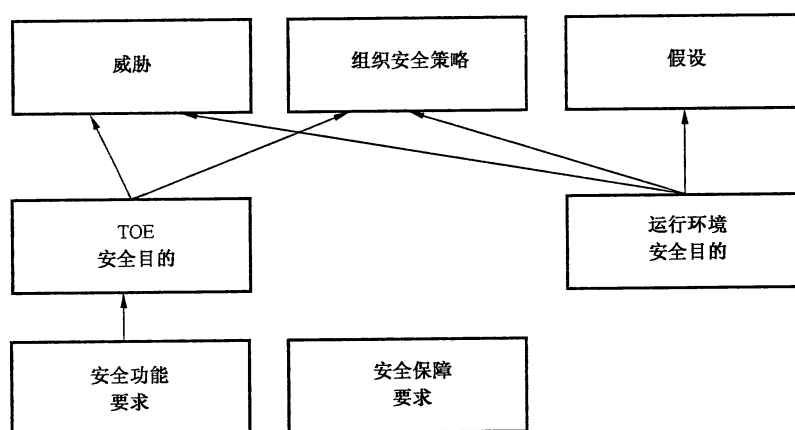 威胁
组织安全策略
假设
TOE
安全目的
运行环境
安全目的
安全功能
要求
安全保障
要求